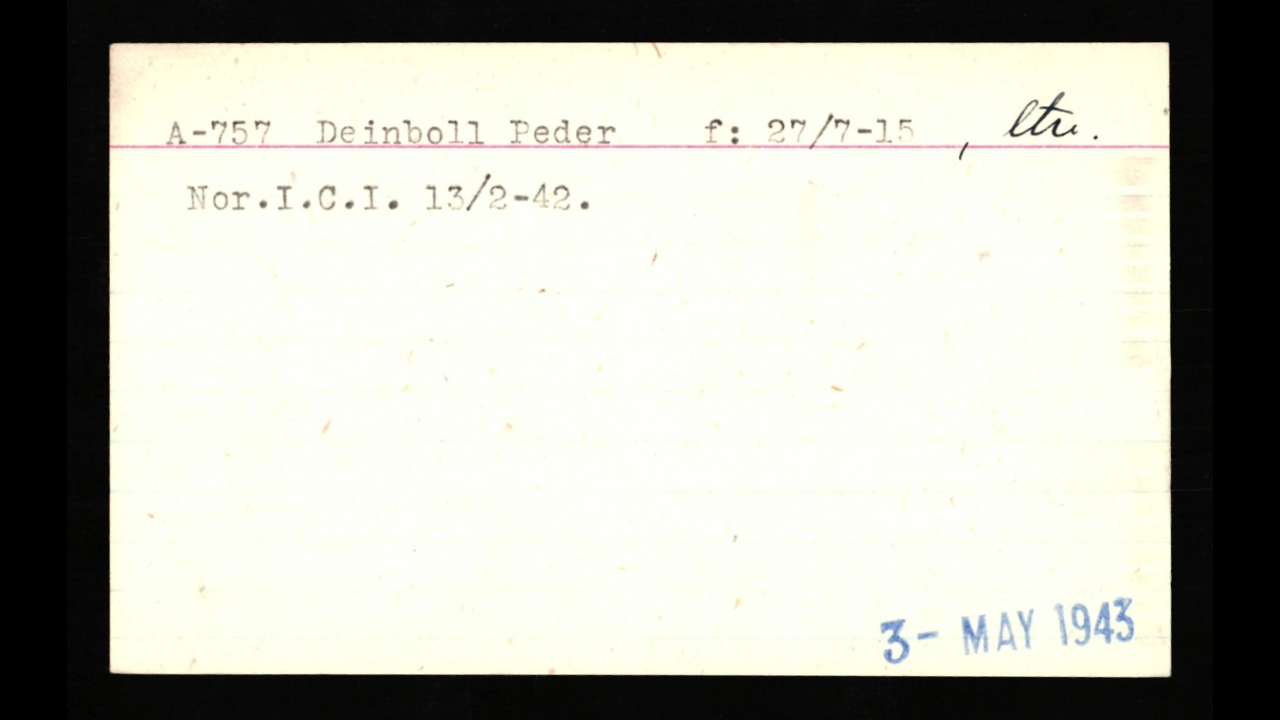 A-757 Deinboll Peder f: 27/7-15 , ltn.
Nor.I.C.I. 13/2-42.
3- MAY 1943